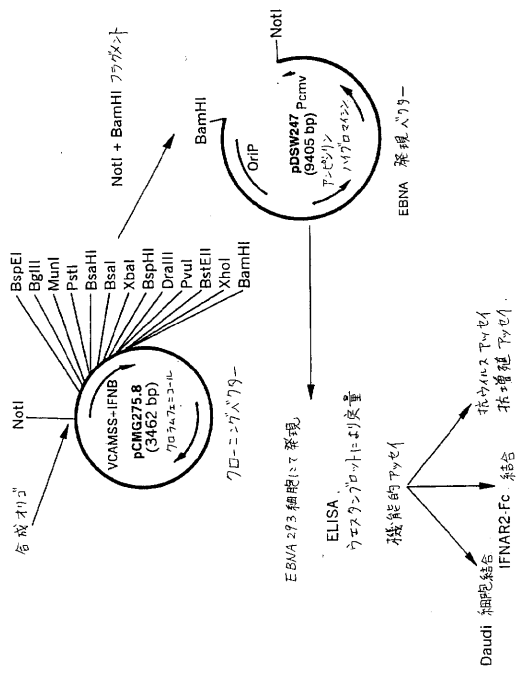 合成オリゴ
NotI
BspEI
BglII
MunI
PstI
BsaHI
BsaI
XbaI
BspHI
DraIII
PvuI
BstEII
XhoI
BamHI
VCAMSS+IFNB
pCMG275.8
(3462 bp)
クロラムフェニコール
クローニングベクター
NotI + BamHI フラグメント
BamHI
NotI
OriP
pDSW247
(9405 bp)
Pcmv
アンピシリン
ハイグロマイシン
EBNA 発現ベクター
EBNA 293 細胞にて発現
ELISA
ウエスタンブロットにより定量
機能的アッセイ
Daudi 細胞結合
IFNAR2-Fc 結合
抗ウィルスアッセイ
抗増殖アッセイ.